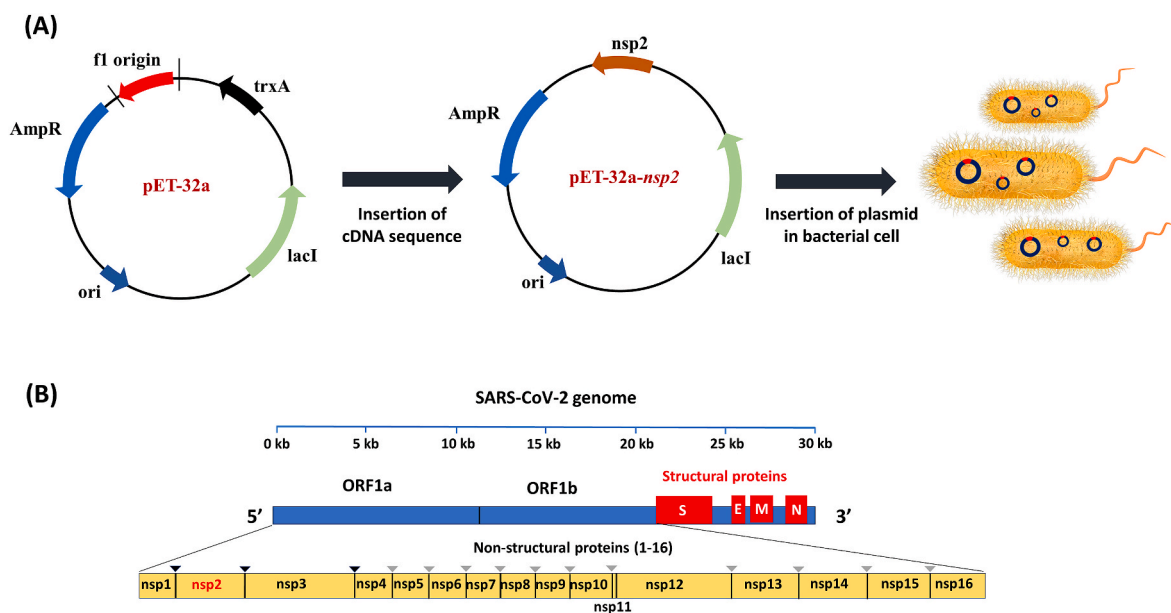 (A)
f1 origin
trxA
AmpR
pET-32a
lacI
ori
Insertion of
cDNA sequence
nsp2
AmpR
pET-32a-nsp2
lacI
ori
Insertion of plasmid
in bacterial cell
(B)
SARS-CoV-2 genome
0 kb 5 kb 10 kb 15 kb 20 kb 25 kb 30 kb
Structural proteins
ORF1a ORF1b
5’ S E M N 3’
Non-structural proteins (1-16)
nsp1 nsp2 nsp3 nsp4 nsp5 nsp6 nsp7 nsp8 nsp9 nsp10 nsp12 nsp13 nsp14 nsp15 nsp16
nsp11